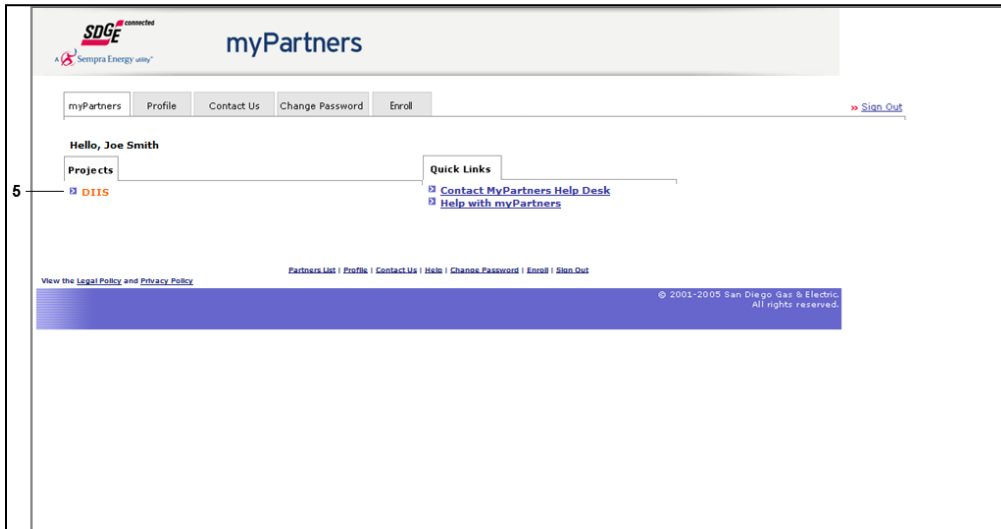 SDGE connected
A Sempra Energy utility®
myPartners
myPartners Profile Contact Us Change Password Enroll
» Sign Out
Hello, Joe Smith
Projects
Quick Links
5
DIIS
Contact MyPartners Help Desk
Help with myPartners
Partners List | Profile | Contact Us | Help | Change Password | Enroll | Sign Out
View the Legal Policy and Privacy Policy
© 2001-2005 San Diego Gas & Electric.
All rights reserved.